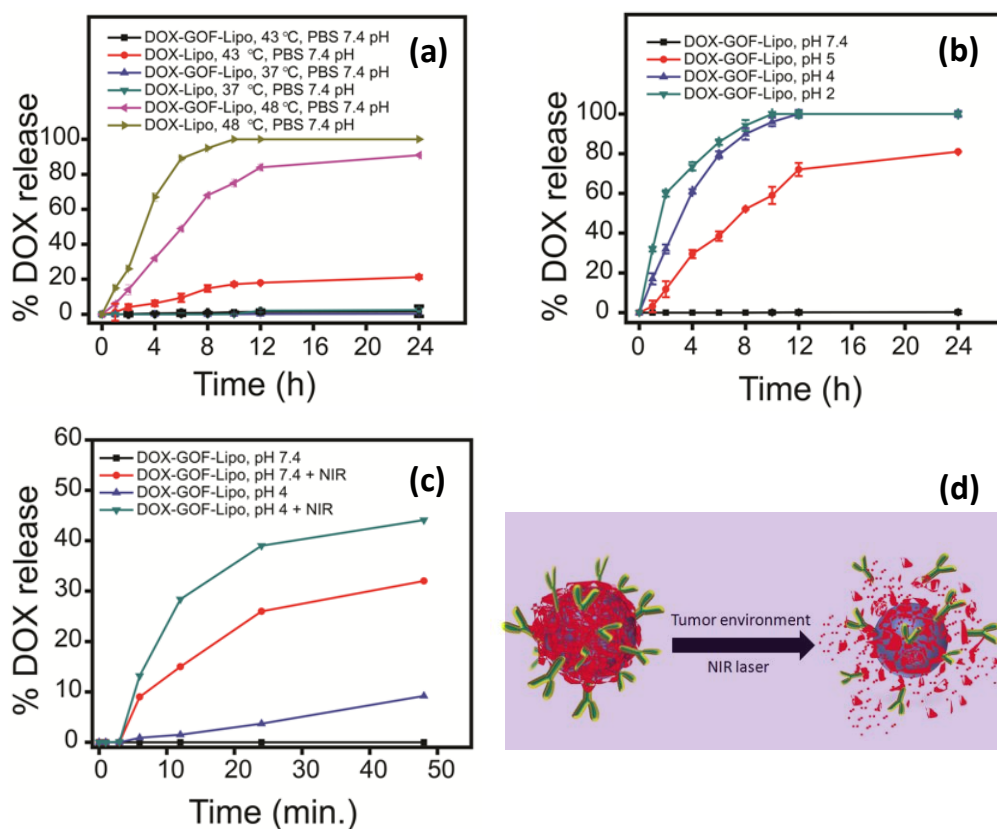 (a)
DOX-GOF-Lipo, 43 °C, PBS 7.4 pH
DOX-Lipo, 43 °C, PBS 7.4 pH
DOX-GOF-Lipo, 37 °C, PBS 7.4 pH
DOX-Lipo, 37 °C, PBS 7.4 pH
DOX-GOF-Lipo, 48 °C, PBS 7.4 pH
DOX-Lipo, 48 °C, PBS 7.4 pH
% DOX release
100
80
60
40
20
0
0 4 8 12 16 20 24
Time (h)
(b)
DOX-GOF-Lipo, pH 7.4
DOX-GOF-Lipo, pH 5
DOX-GOF-Lipo, pH 4
DOX-GOF-Lipo, pH 2
% DOX release
100
80
60
40
20
0
0 4 8 12 16 20 24
Time (h)
(c)
DOX-GOF-Lipo, pH 7.4
DOX-GOF-Lipo, pH 7.4 + NIR
DOX-GOF-Lipo, pH 4
DOX-GOF-Lipo, pH 4 + NIR
% DOX release
60
50
40
30
20
10
0
0 10 20 30 40 50
Time (min.)
(d)
Tumor environment
NIR laser